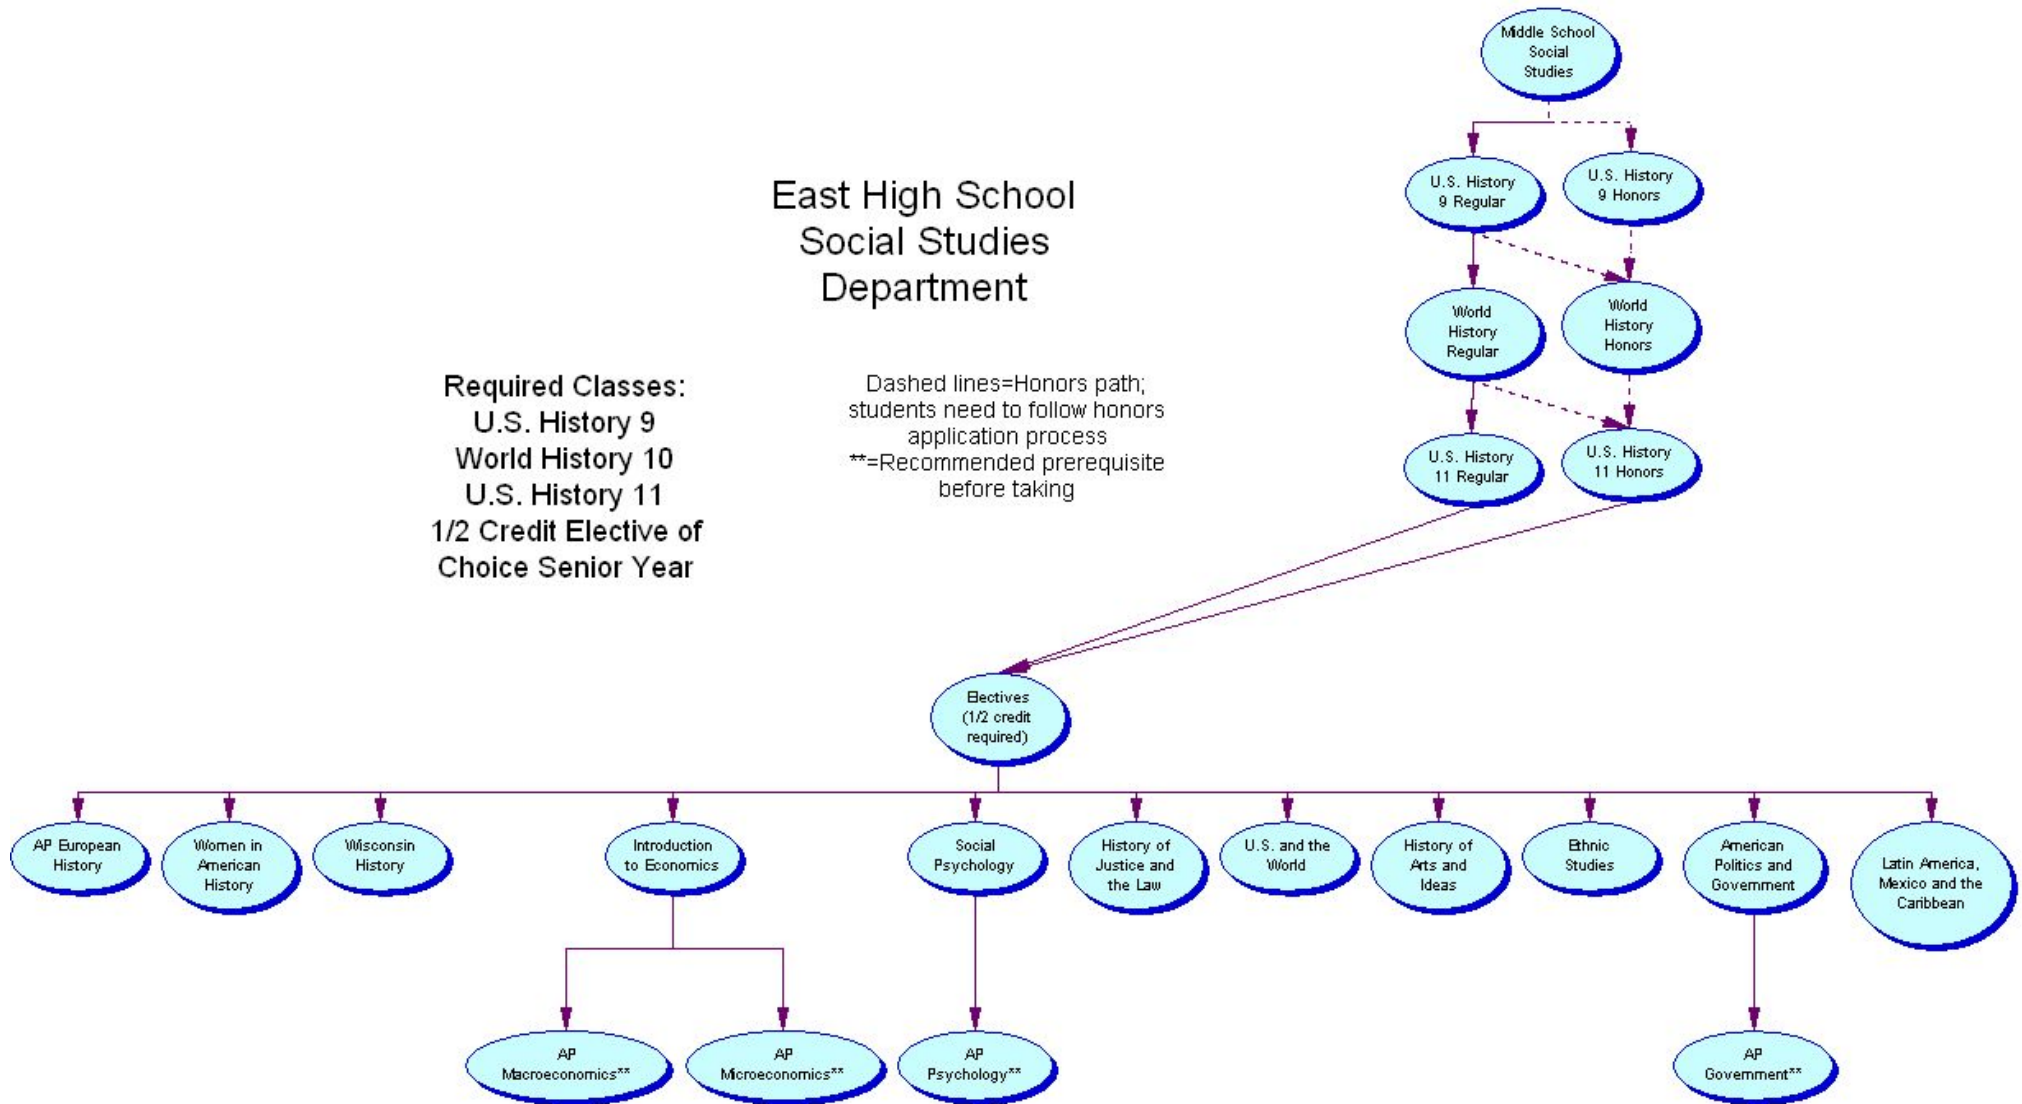 Middle School
Social
Studies
U.S. History
9 Regular
U.S. History
9 Honors
East High School
Social Studies
Department
World
History
Regular
World
History
Honors
Required Classes:
U.S. History 9
World History 10
U.S. History 11
1/2 Credit Elective of
Choice Senior Year
Dashed lines=Honors path;
students need to follow honors
application process
**=Recommended prerequisite
before taking
U.S. History
11 Regular
U.S. History
11 Honors
Electives
(1/2 credit
required)
AP European
History
Women in
American
History
Wisconsin
History
Introduction
to Economics
Social
Psychology
History of
Justice and
the Law
U.S. and the
World
History of
Arts and
Ideas
Ethnic
Studies
American
Politics and
Government
Latin America,
Mexico and the
Caribbean
AP
Macroeconomics**
AP
Microeconomics**
AP
Psychology**
AP
Government**